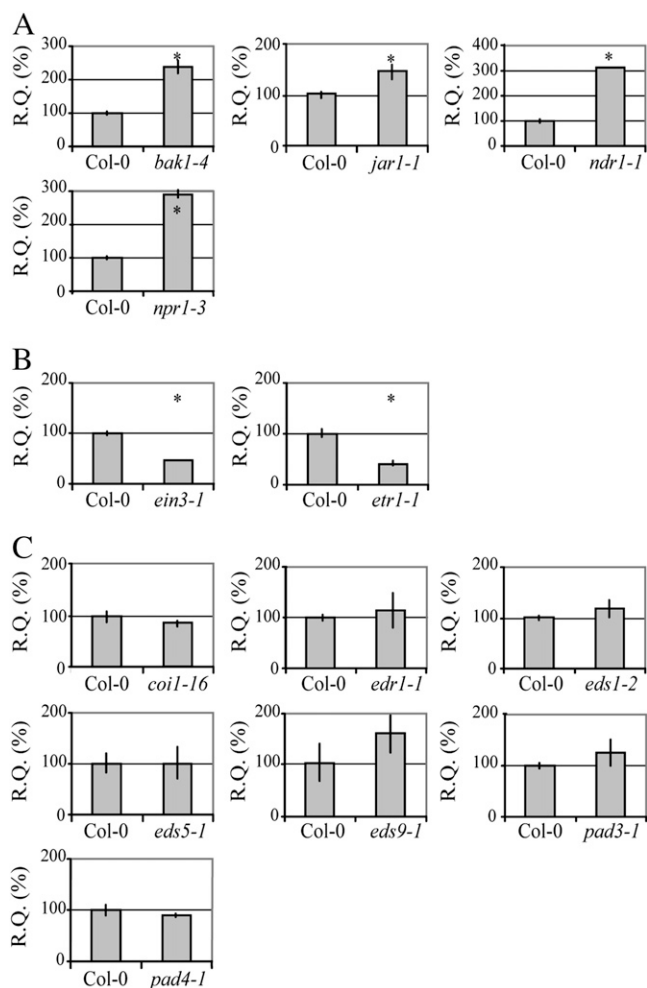 A
R.Q. (%)
300
200
100
0
*
Col-0 bak1-4
R.Q. (%)
200
100
0
*
Col-0 jar1-1
R.Q. (%)
400
300
200
100
0
*
Col-0 ndr1-1
R.Q. (%)
300
200
100
0
*
Col-0 npr1-3
B
R.Q. (%)
200
100
0
*
Col-0 ein3-1
R.Q. (%)
200
100
0
*
Col-0 etr1-1
C
R.Q. (%)
200
100
0
Col-0 coi1-16
R.Q. (%)
200
100
0
Col-0 edr1-1
R.Q. (%)
200
100
0
Col-0 eds1-2
R.Q. (%)
200
100
0
Col-0 eds5-1
R.Q. (%)
200
100
0
Col-0 eds9-1
R.Q. (%)
200
100
0
Col-0 pad3-1
R.Q. (%)
200
100
0
Col-0 pad4-1